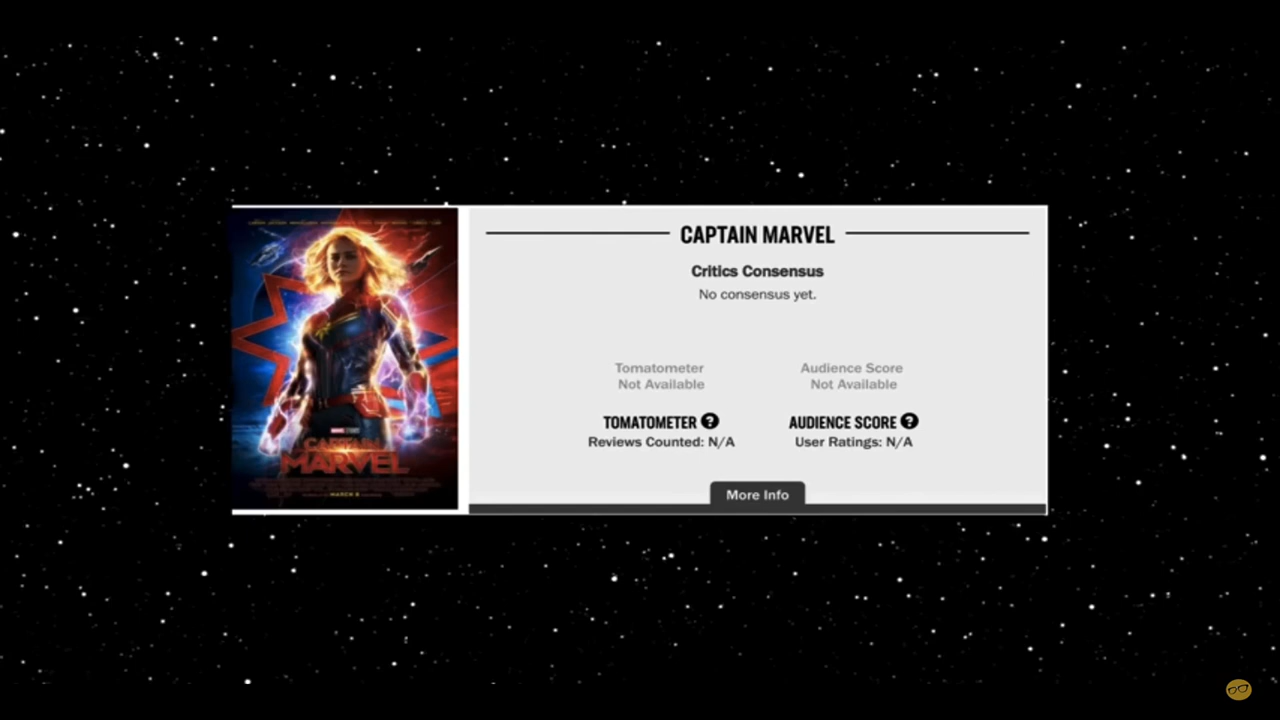 CAPTAIN MARVEL
Critics Consensus
No consensus yet.
Tomatometer
Not Available
Audience Score
Not Available
TOMATOMETER ?
Reviews Counted: N/A
AUDIENCE SCORE ?
User Ratings: N/A
More Info
CAPTAIN
MARVEL
MARCH 8